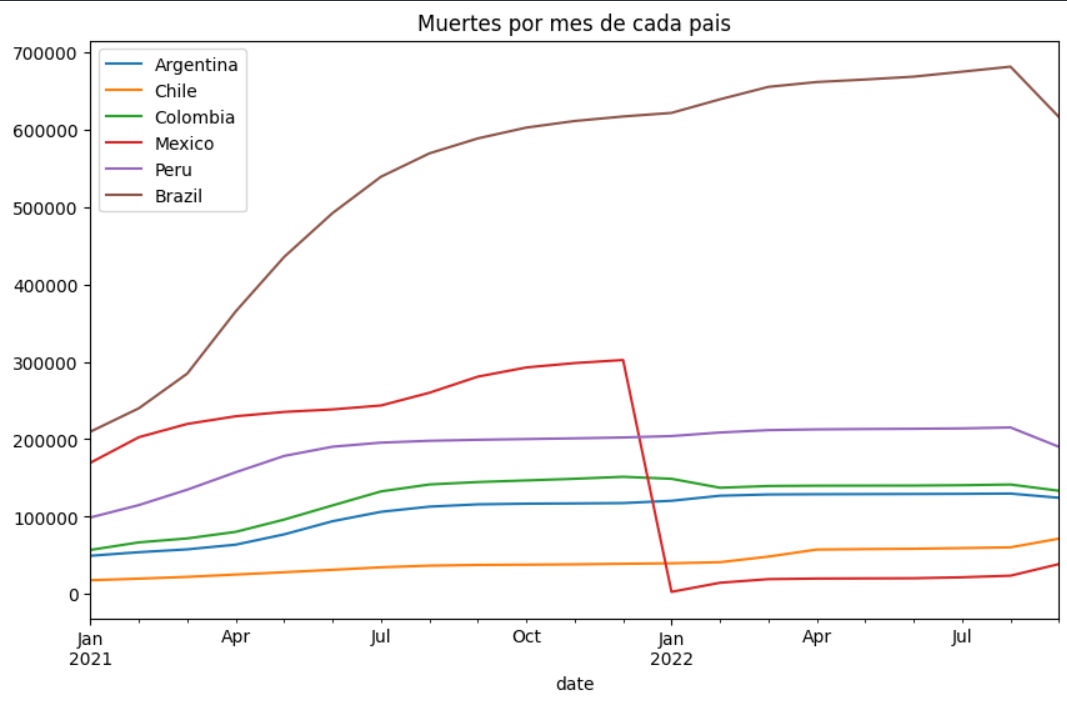 Muertes por mes de cada pais
700000
600000
500000
400000
300000
200000
100000
0
Argentina
Chile
Colombia
Mexico
Peru
Brazil
Jan Apr Jul Oct Jan Apr Jul
2021 2022
date